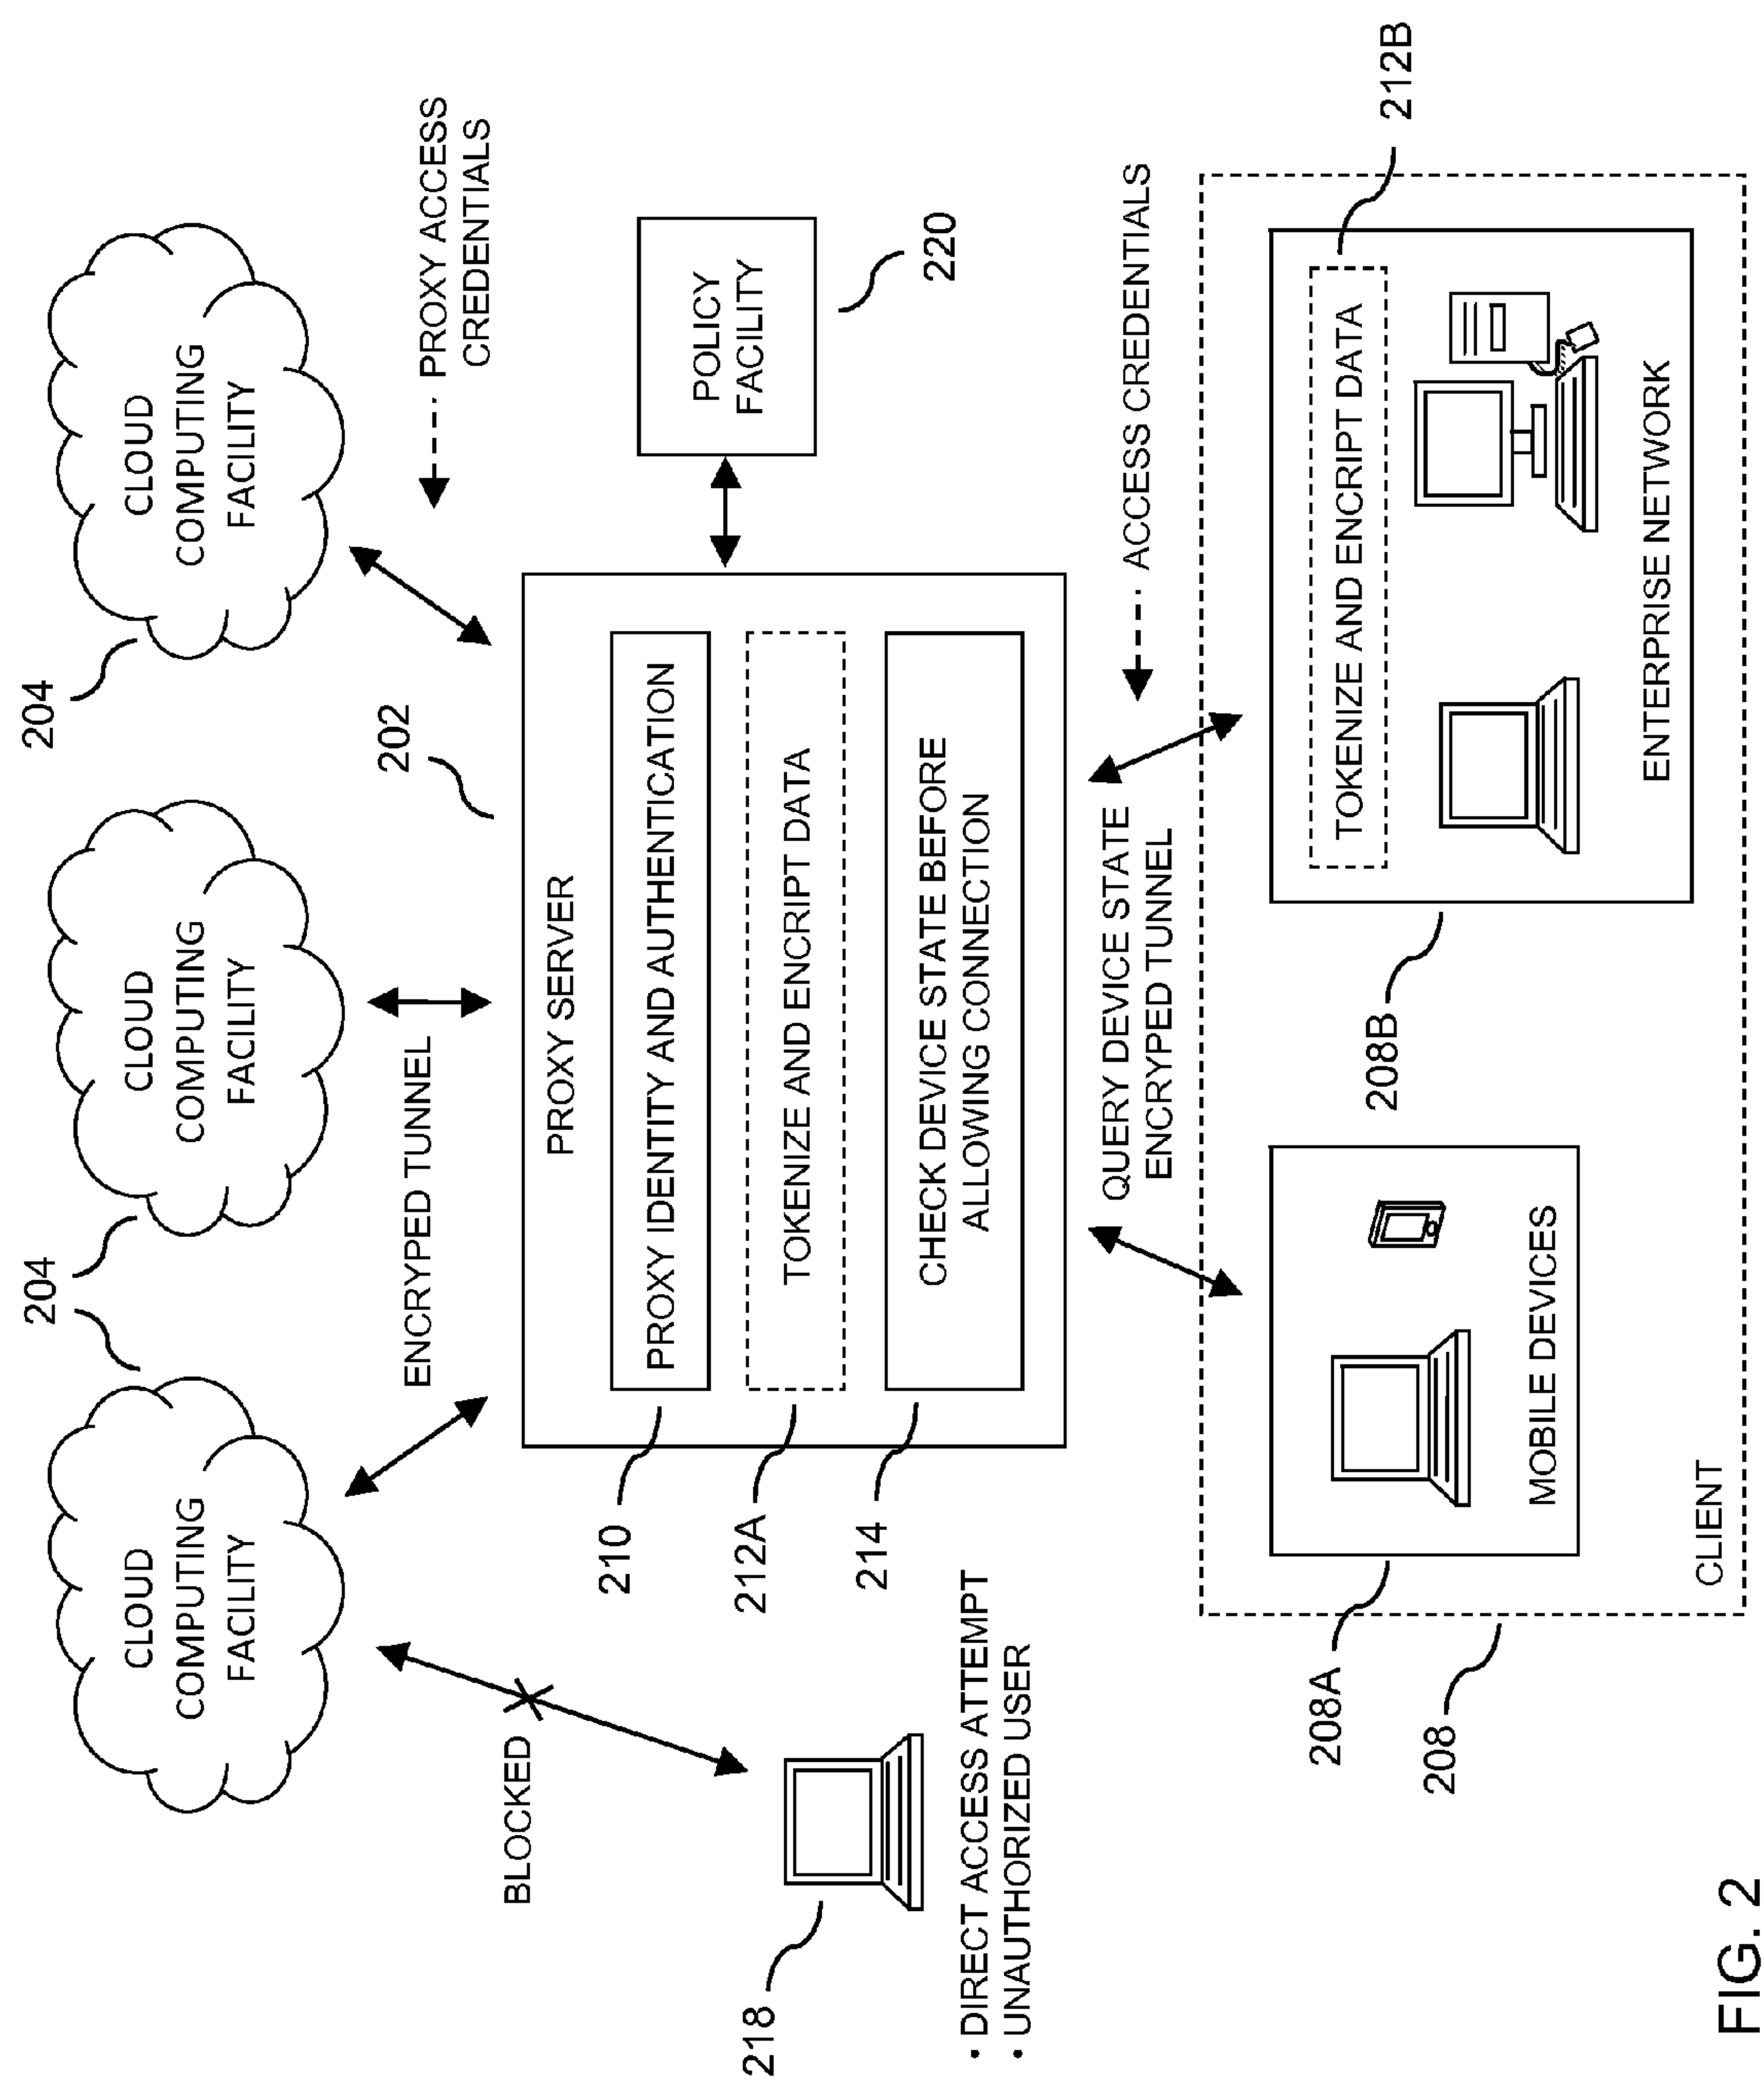 CLOUD
COMPUTING
FACILITY
CLOUD
COMPUTING
FACILITY
CLOUD
COMPUTING
FACILITY
204
204
BLOCKED
ENCRYPED TUNNEL
PROXY ACCESS
CREDENTIALS
202
218
• DIRECT ACCESS ATTEMPT
• UNAUTHORIZED USER
PROXY SERVER
210
PROXY IDENTITY AND AUTHENTICATION
212A
TOKENIZE AND ENCRIPT DATA
214
CHECK DEVICE STATE BEFORE
ALLOWING CONNECTION
POLICY
FACILITY
220
QUERY DEVICE STATE
ENCRYPED TUNNEL
ACCESS CREDENTIALS
208A
208
MOBILE DEVICES
CLIENT
208B
TOKENIZE AND ENCRIPT DATA
212B
ENTERPRISE NETWORK
FIG. 2